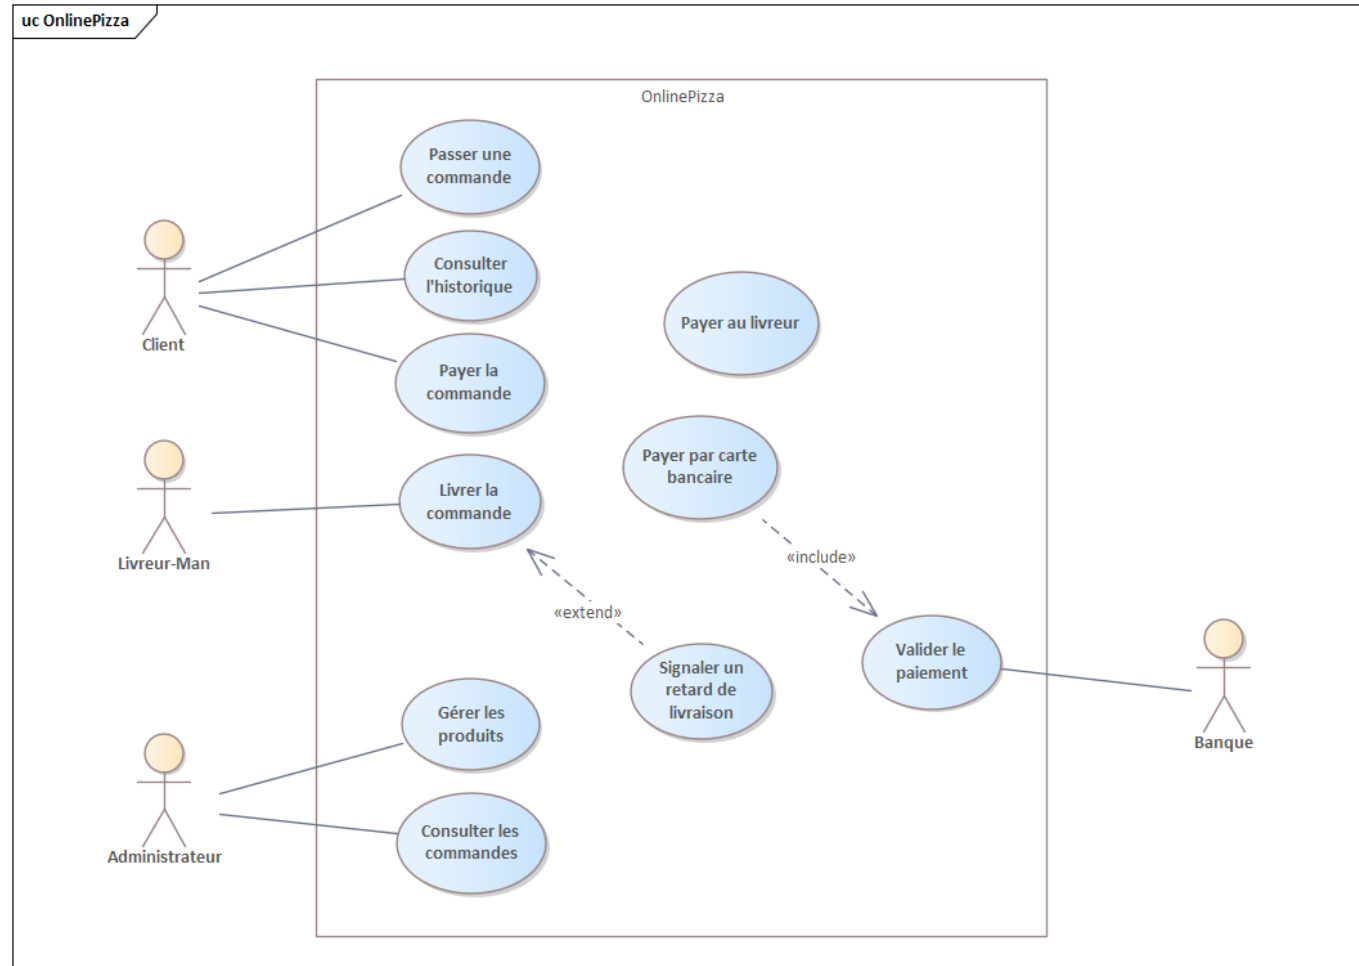 uc OnlinePizza
OnlinePizza
Passer une
commande
Consulter
l'historique
Client
Payer la
commande
Payer au livreur
Livreur-Man
Livrer la
commande
Payer par carte
bancaire
«include»
«extend»
Signaler un
retard de
livraison
Valider le
paiement
Banque
Administrateur
Gérer les
produits
Consulter les
commandes